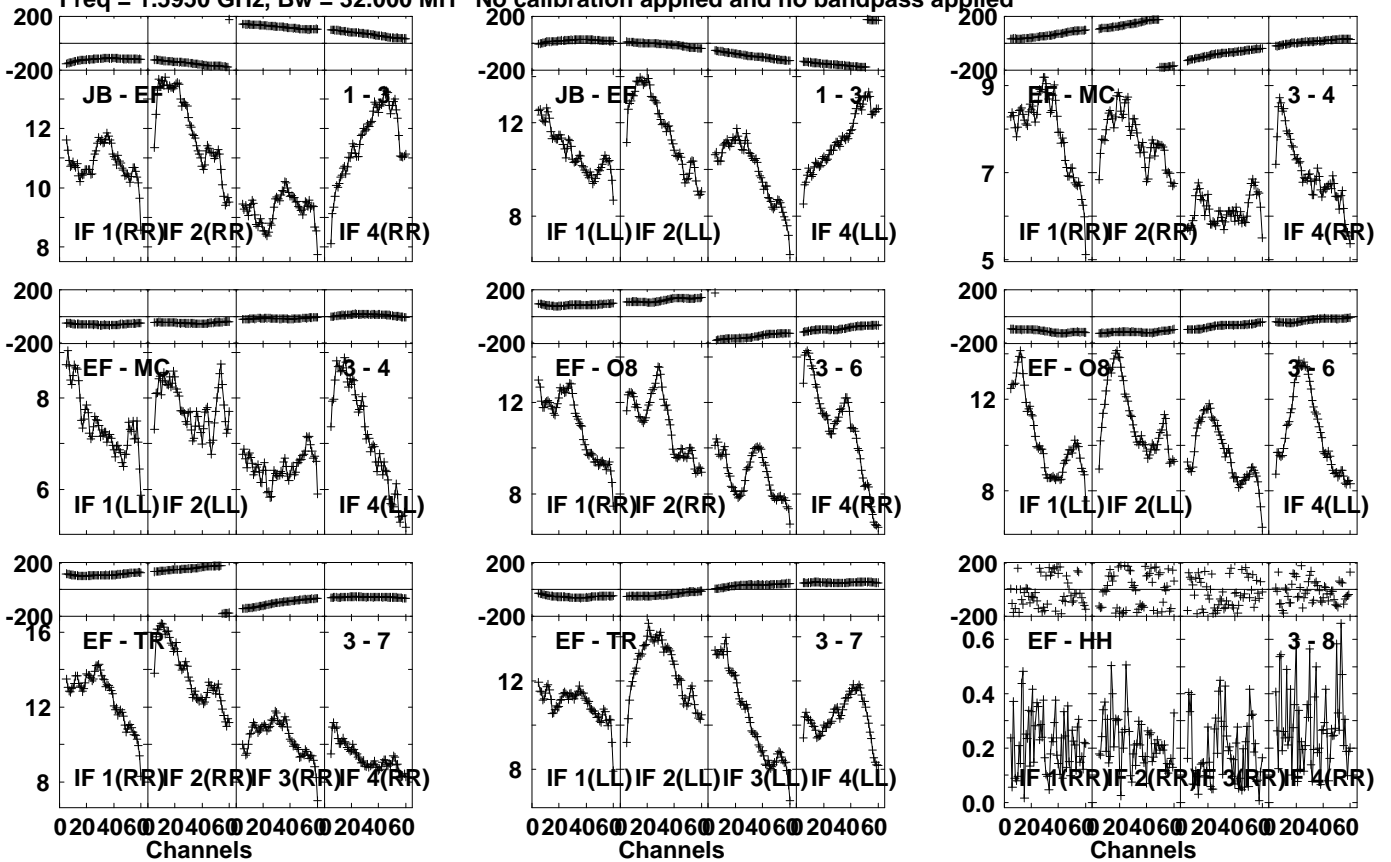 Freq = 1.5950 GHz, Bw = 32.000 MH No calibration applied and no bandpass applied
200
-200
JB - EF 1 - 3
12
10
8
IF 1(RR) IF 2(RR) IF 4(RR)
JB - EF 1 - 3
12
8
IF 1(LL) IF 2(LL) IF 4(LL)
200
-200
9
EF - MC 3 - 4
7
5
IF 1(RR) IF 2(RR) IF 4(RR)
200
-200
EF - MC 3 - 4
8
6
IF 1(LL) IF 2(LL) IF 4(LL)
200
-200
EF - O8 3 - 6
12
8
IF 1(RR) IF 2(RR) IF 4(RR)
200
-200
EF - O8 3 - 6
12
8
IF 1(LL) IF 2(LL) IF 4(LL)
200
-200
16
EF - TR 3 - 7
12
8
IF 1(RR) IF 2(RR) IF 3(RR) IF 4(RR)
0 20 40 60 0 20 40 60 0 20 40 60 0 20 40 60
Channels
200
-200
EF - TR 3 - 7
12
8
IF 1(LL) IF 2(LL) IF 3(LL) IF 4(LL)
0 20 40 60 0 20 40 60 0 20 40 60 0 20 40 60
Channels
200
-200
0.6
EF - HH 3 - 8
0.4
0.2
0.0
IF 1(RR) IF 2(RR) IF 3(RR) IF 4(RR)
0 20 40 60 0 20 40 60 0 20 40 60 0 20 40 60
Channels